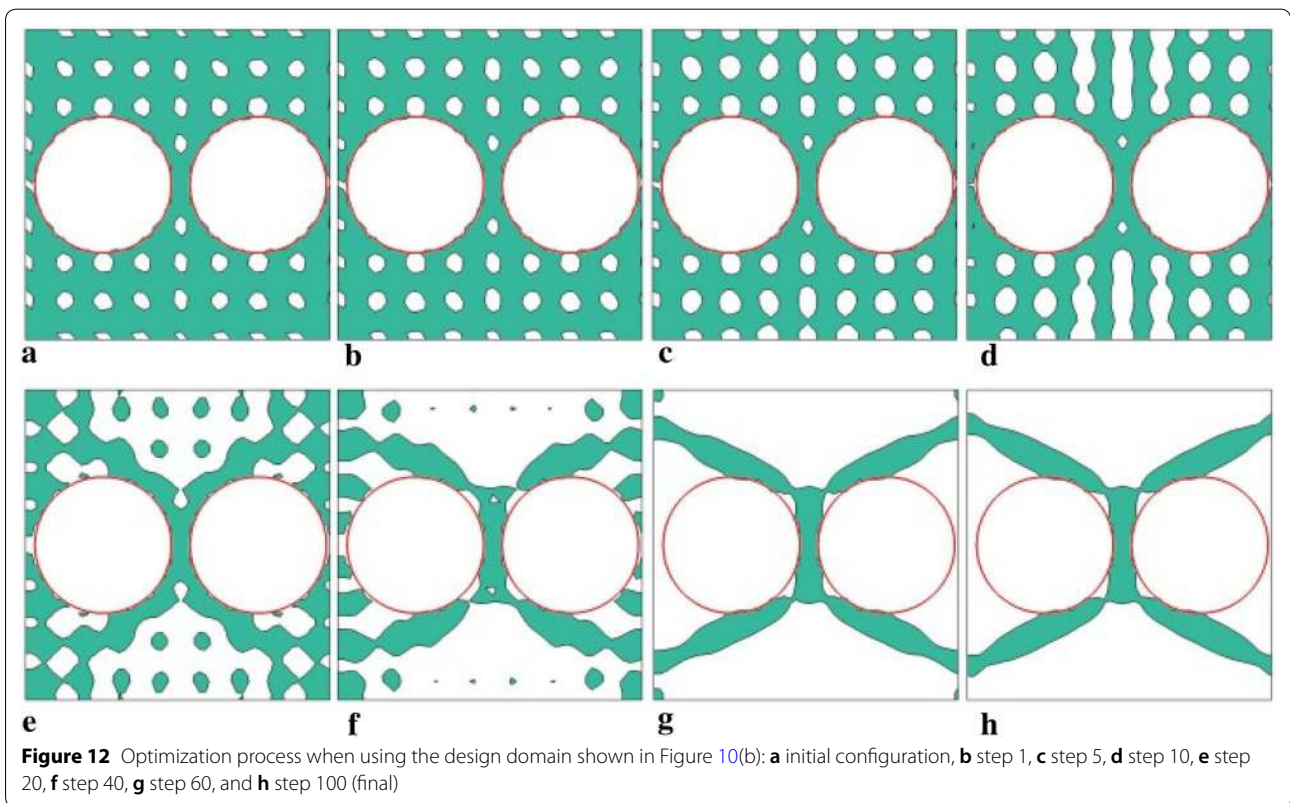 a b c d
e f g h
Figure 12 Optimization process when using the design domain shown in Figure 10(b): a initial configuration, b step 1, c step 5, d step 10, e step
20, f step 40, g step 60, and h step 100 (final)